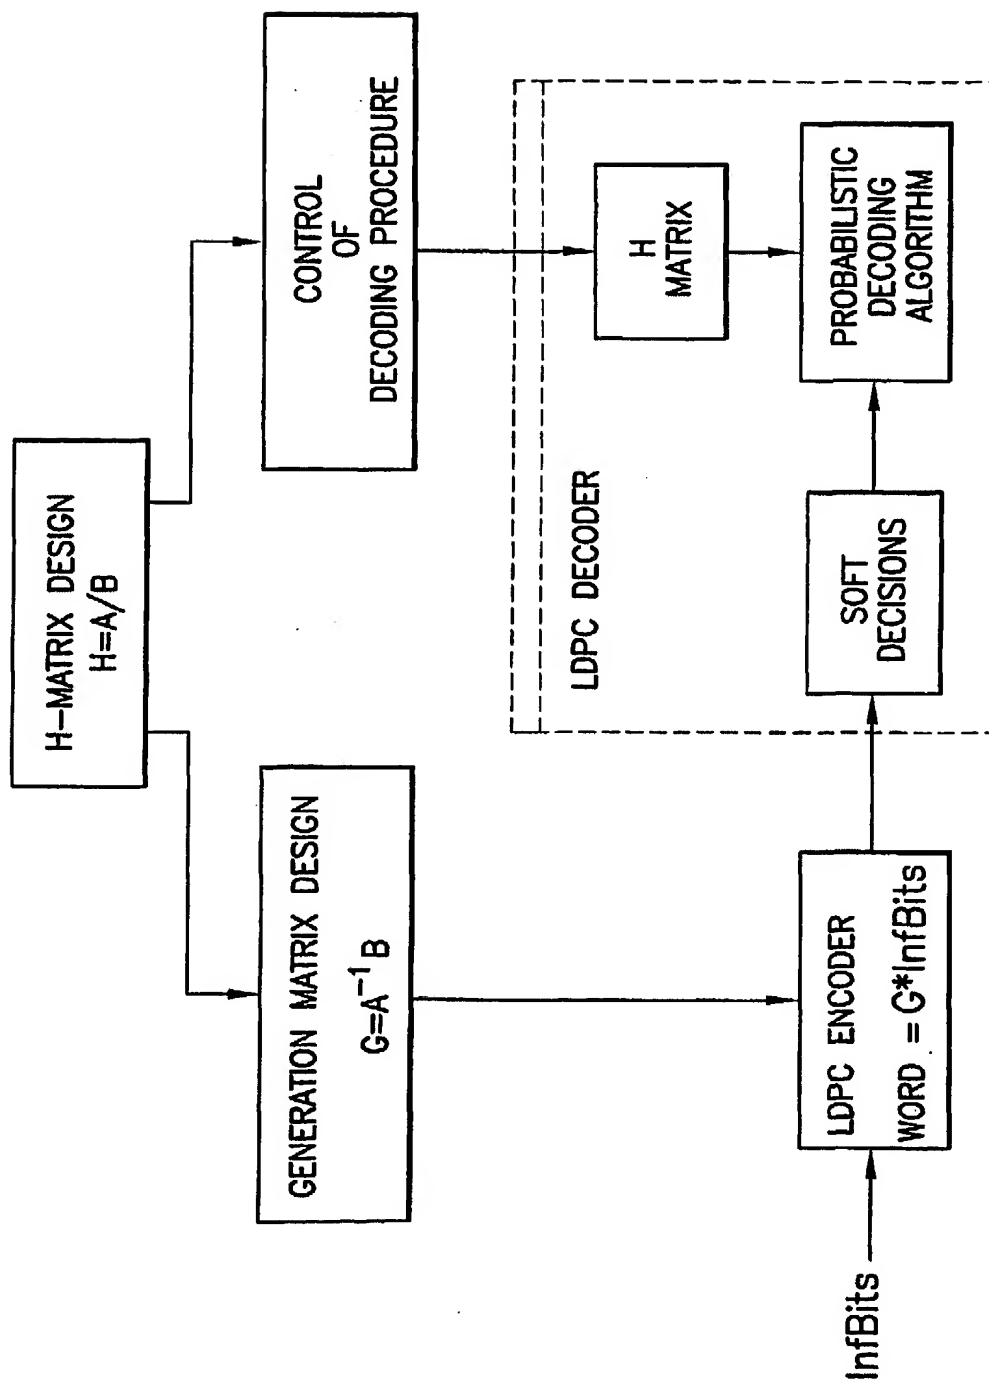 H-MATRIX DESIGN
H=A/B
GENERATION MATRIX DESIGN
G=A⁻¹B
CONTROL
OF
DECODING PROCEDURE
LDPC DECODER
H
MATRIX
InfBits
LDPC ENCODER
WORD = G*InfBits
SOFT
DECISIONS
PROBABILISTIC
DECODING
ALGORITHM